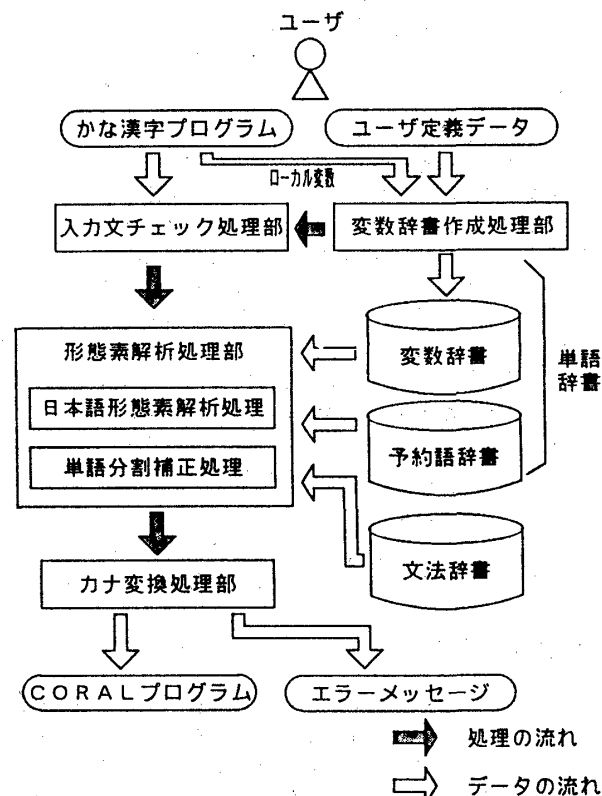 ユーザ
かな漢字プログラム
ユーザ定義データ
ローカル変数
入力文チェック処理部
変数辞書作成処理部
形態素解析処理部
日本語形態素解析処理
単語分割補正処理
変数辞書
予約語辞書
文法辞書
単語
辞書
カナ変換処理部
CORALプログラム
エラーメッセージ
処理の流れ
データの流れ